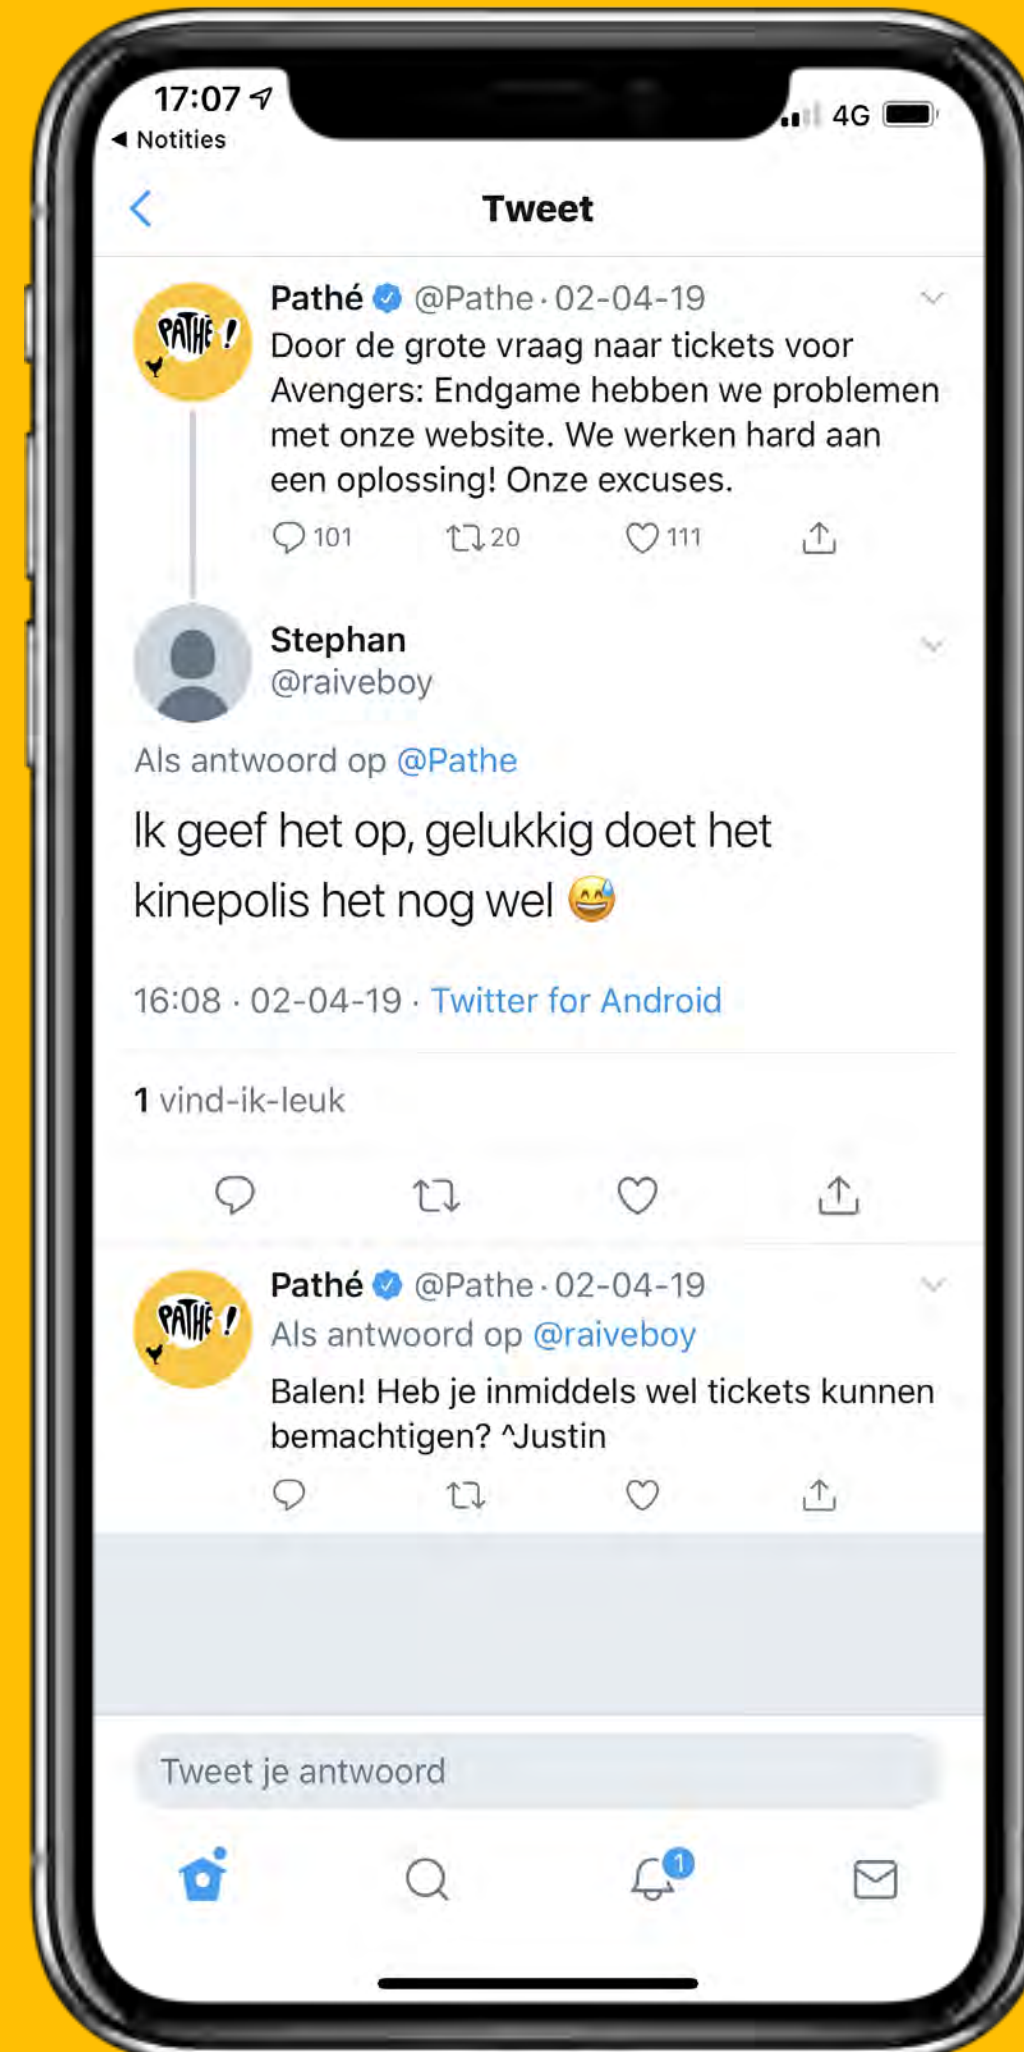 17:07
4G
◀ Notities
Tweet
Pathé @Pathe · 02-04-19
PATHÉ!
Door de grote vraag naar tickets voor
Avengers: Endgame hebben we problemen
met onze website. We werken hard aan
een oplossing! Onze excuses.
101 20 111
Stephan
@raiveboy
Als antwoord op @Pathe
Ik geef het op, gelukkig doet het
kinepolis het nog wel 😅
16:08 · 02-04-19 · Twitter for Android
1 vind-ik-leuk
Pathé @Pathe · 02-04-19
PATHÉ!
Als antwoord op @raiveboy
Balen! Heb je inmiddels wel tickets kunnen
bemachtigen? ^Justin
Tweet je antwoord
1